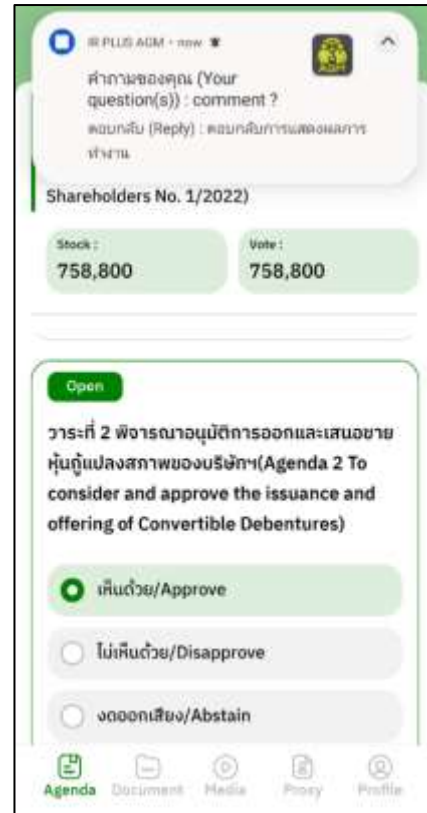 IR PLUS AGM • now
คำถามของคุณ (Your
question(s)) : comment ?
ตอบกลับ (Reply) : ตอบกลับการแสดงผลการ
ทำงาน
AGM
Shareholders No. 1/2022)
Stock :
758,800
Vote :
758,800
Open
วาระที่ 2 พิจารณาอนุมัติการออกและเสนอขาย
หุ้นกู้แปลงสภาพของบริษัทฯ(Agenda 2 To
consider and approve the issuance and
offering of Convertible Debentures)
เห็นด้วย/Approve
ไม่เห็นด้วย/Disapprove
งดออกเสียง/Abstain
Agenda
Document
Media
Proxy
Profile